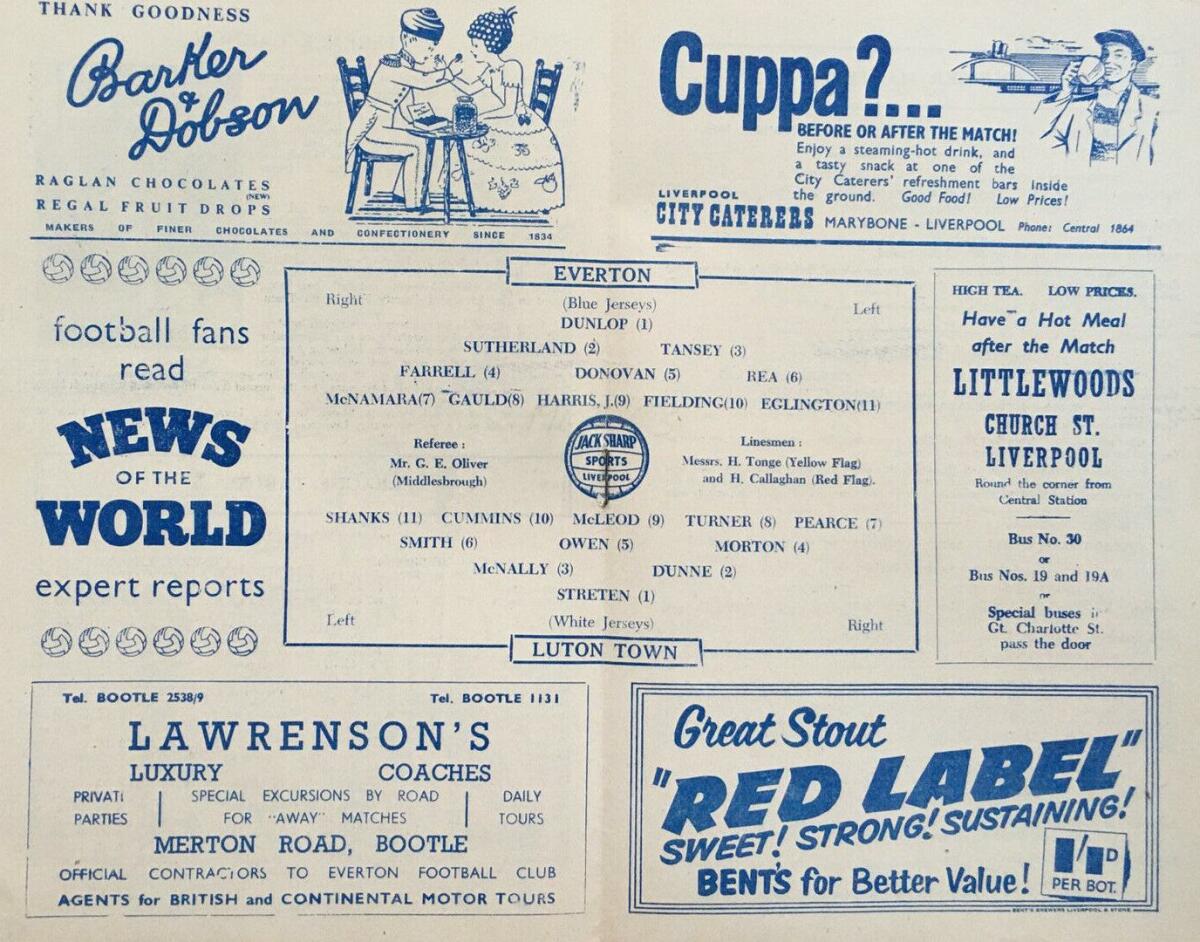 THANK GOODNESS
Barker
&
Dobson
RAGLAN CHOCOLATES
(NEW)
REGAL FRUIT DROPS
MAKERS OF FINER CHOCOLATES AND CONFECTIONERY SINCE 1834
Cuppa?...
BEFORE OR AFTER THE MATCH!
Enjoy a steaming-hot drink, and
a tasty snack at one of the
City Caterers' refreshment bars inside
the ground. Good Food! Low Prices!
LIVERPOOL
CITY CATERERS MARYBONE - LIVERPOOL Phone: Central 1864
football fans
read
NEWS
OF THE
WORLD
expert reports
EVERTON
Right
(Blue Jerseys)
Left
DUNLOP (1)
SUTHERLAND (2) TANSEY (3)
FARRELL (4) DONOVAN (5) REA (6)
McNAMARA(7) GAULD(8) HARRIS, J.(9) FIELDING(10) EGLINGTON(11)
Referee :
Mr. G. E. Oliver
(Middlesbrough)
JACK SHARP
SPORTS
LIVERPOOL
Linesmen :
Messrs. H. Tonge (Yellow Flag)
and H. Callaghan (Red Flag).
SHANKS (11) CUMMINS (10) McLEOD (9) TURNER (8) PEARCE (7)
SMITH (6) OWEN (5) MORTON (4)
McNALLY (3) DUNNE (2)
STRETEN (1)
Left
(White Jerseys)
Right
LUTON TOWN
HIGH TEA. LOW PRICES.
Have a Hot Meal
after the Match
LITTLEWOODS
CHURCH ST.
LIVERPOOL
Round the corner from
Central Station
Bus No. 30
or
Bus Nos. 19 and 19A
or
Special buses
Gt. Charlotte St.
pass the door
Tel. BOOTLE 2538/9 Tel. BOOTLE 1131
LAWRENSON'S
LUXURY COACHES
PRIVATE
PARTIES
SPECIAL EXCURSIONS BY ROAD
FOR "AWAY" MATCHES
DAILY
TOURS
MERTON ROAD, BOOTLE
OFFICIAL CONTRACTORS TO EVERTON FOOTBALL CLUB
AGENTS for BRITISH and CONTINENTAL MOTOR TOURS
Great Stout
"RED LABEL"
SWEET! STRONG! SUSTAINING!
BENT'S for Better Value!
1/1D
PER BOT.
BENT'S BREWERY LIVERPOOL & STONE